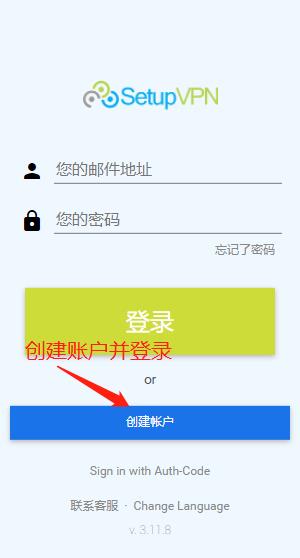 SetupVPN
您的邮件地址
您的密码
忘记了密码
登录
创建账户并登录
or
创建帐户
Sign in with Auth-Code
联系客服 · Change Language
v. 3.11.8